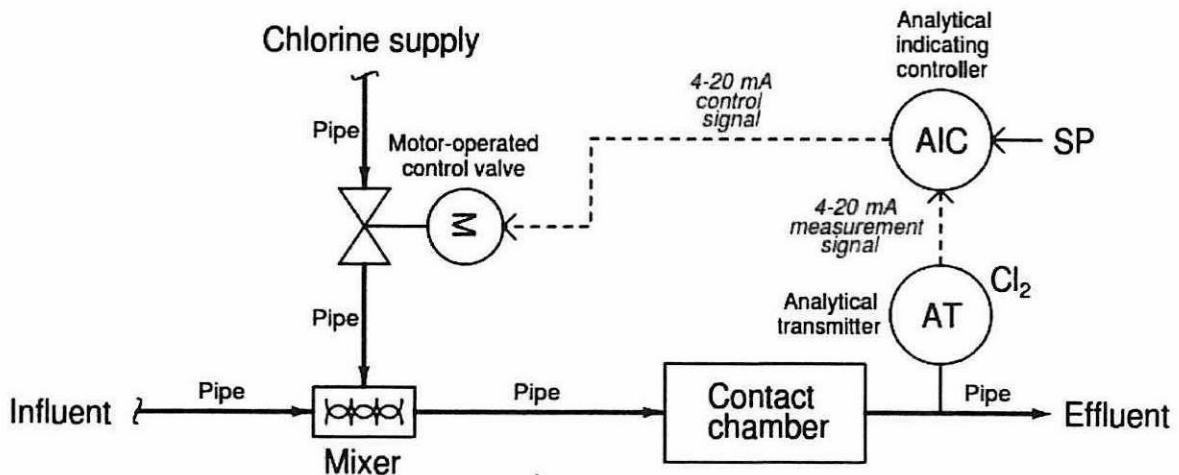 Chlorine supply
Pipe
Motor-operated
control valve
M
4-20 mA
control
signal
Analytical
indicating
controller
AIC
SP
4-20 mA
measurement
signal
Cl₂
Analytical
transmitter
AT
Pipe
Influent
Pipe
Mixer
Pipe
Contact
chamber
Pipe
Effluent